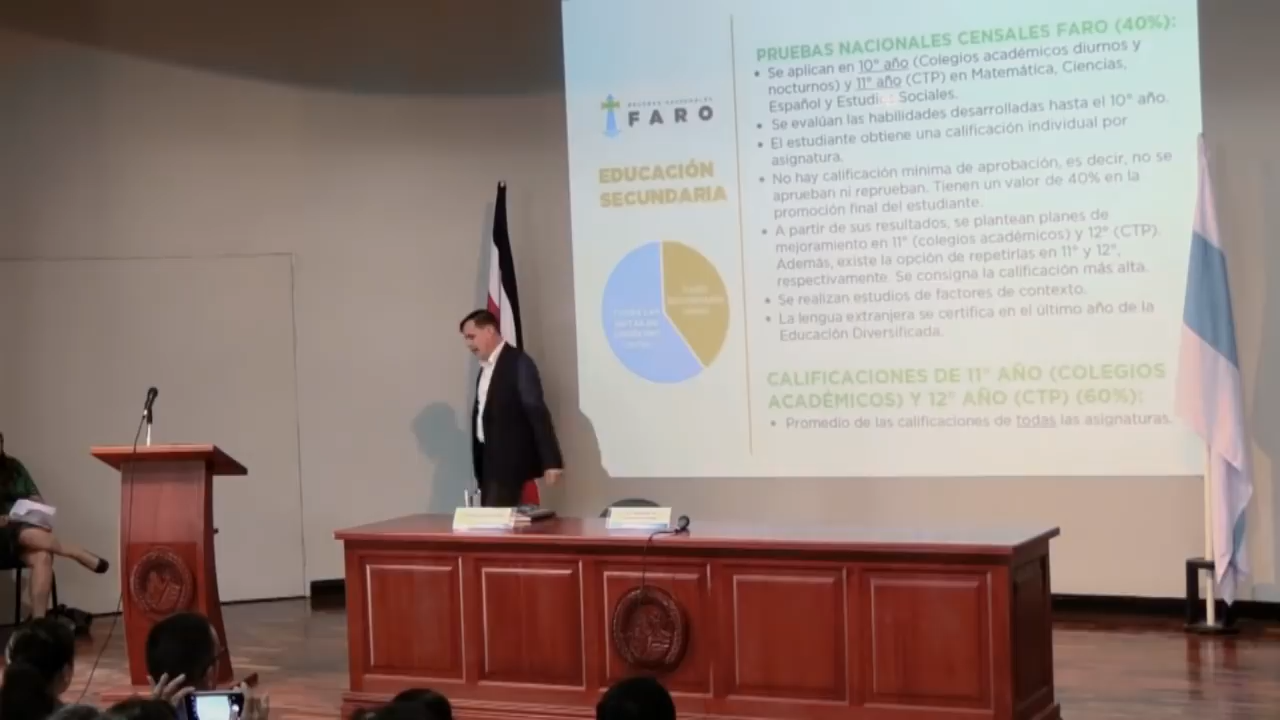 PRUEBAS NACIONALES
FARO
EDUCACIÓN
SECUNDARIA
PRUEBAS NACIONALES CENSALES FARO (40%):
• Se aplican en 10° año (Colegios académicos diurnos y
nocturnos) y 11° año (CTP) en Matemática, Ciencias,
Español y Estudios Sociales.
• Se evalúan las habilidades desarrolladas hasta el 10° año.
• El estudiante obtiene una calificación individual por
asignatura.
• No hay calificación mínima de aprobación, es decir, no se
aprueban ni reprueban. Tienen un valor de 40% en la
promoción final del estudiante.
• A partir de sus resultados, se plantean planes de
mejoramiento en 11° (colegios académicos) y 12° (CTP).
Además, existe la opción de repetirlas en 11° y 12°,
respectivamente. Se consigna la calificación más alta.
• Se realizan estudios de factores de contexto.
• La lengua extranjera se certifica en el último año de la
Educación Diversificada.
CALIFICACIONES DE 11° AÑO (COLEGIOS
ACADÉMICOS) Y 12° AÑO (CTP) (60%):
• Promedio de las calificaciones de todas las asignaturas.